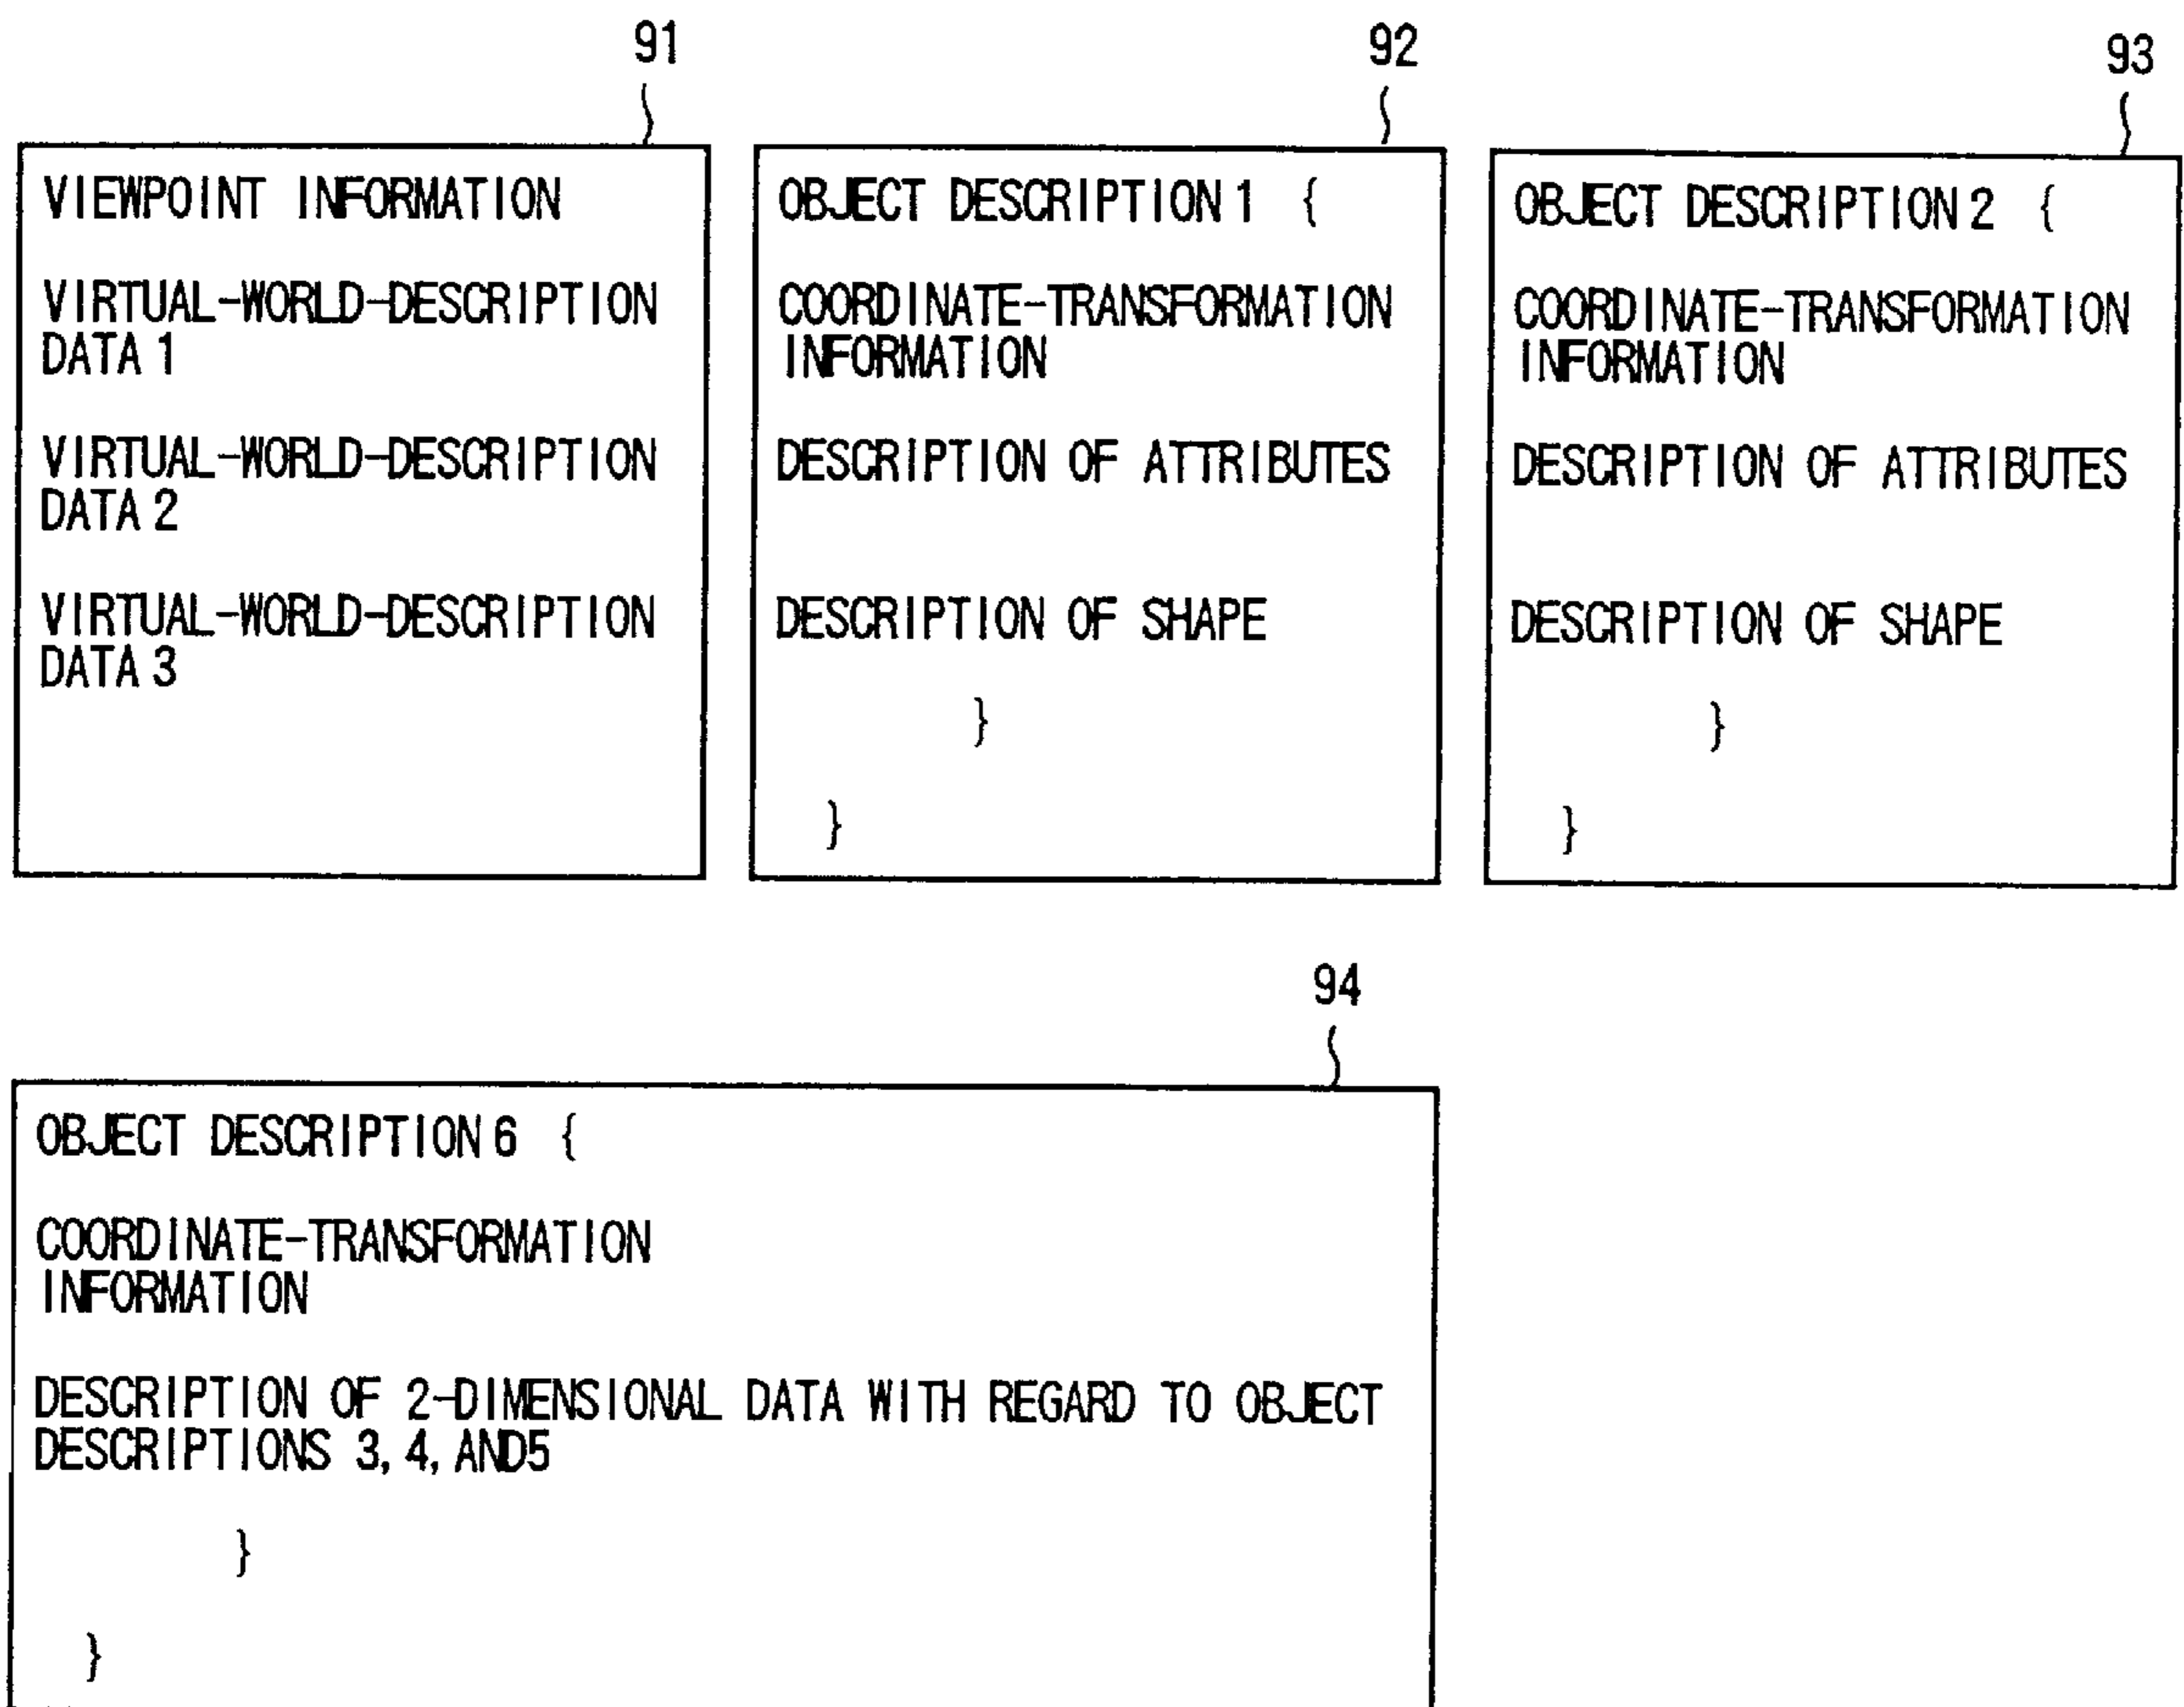 91
VIEWPOINT INFORMATION
VIRTUAL-WORLD-DESCRIPTION
DATA 1
VIRTUAL-WORLD-DESCRIPTION
DATA 2
VIRTUAL-WORLD-DESCRIPTION
DATA 3
92
OBJECT DESCRIPTION 1 {
COORDINATE-TRANSFORMATION
INFORMATION
DESCRIPTION OF ATTRIBUTES
DESCRIPTION OF SHAPE
}
}
93
OBJECT DESCRIPTION 2 {
COORDINATE-TRANSFORMATION
INFORMATION
DESCRIPTION OF ATTRIBUTES
DESCRIPTION OF SHAPE
}
}
94
OBJECT DESCRIPTION 6 {
COORDINATE-TRANSFORMATION
INFORMATION
DESCRIPTION OF 2-DIMENSIONAL DATA WITH REGARD TO OBJECT
DESCRIPTIONS 3, 4, AND5
}
}